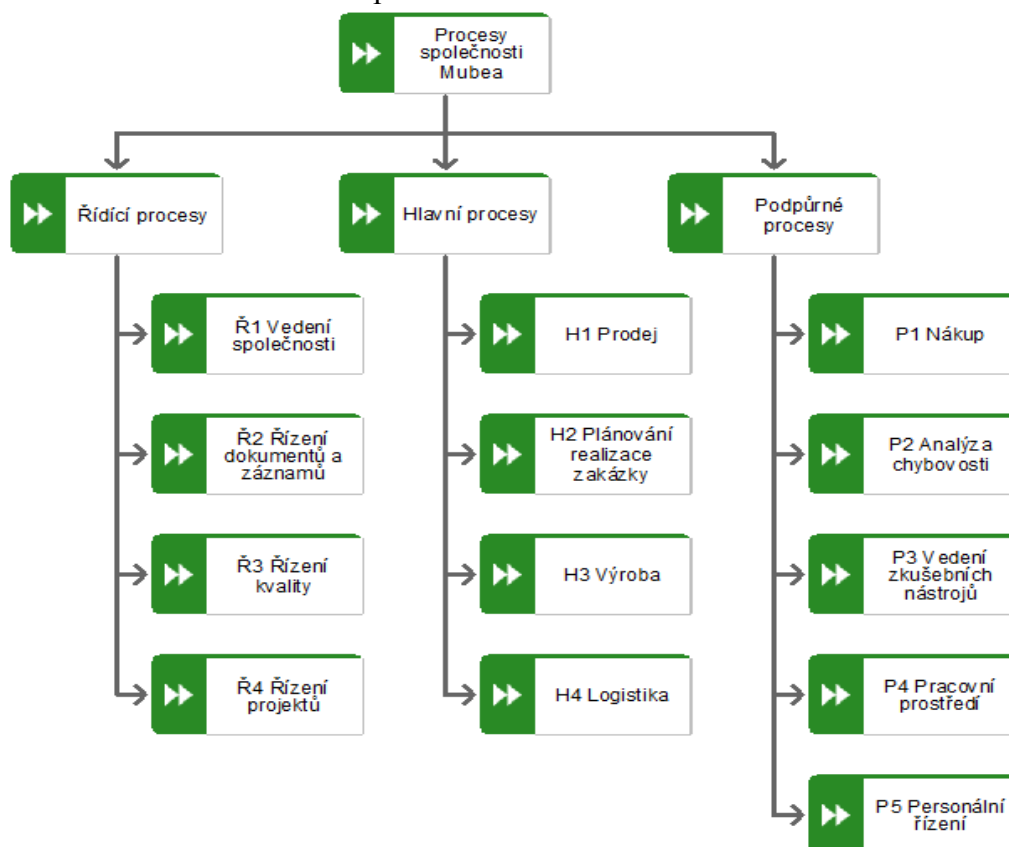 Procesy
společnosti
Mubea
Řídící procesy
Hlavní procesy
Podpůrné
procesy
Ř1 Vedení
společnosti
H1 Prodej
P1 Nákup
Ř2 Řízení
dokumentů a
záznamů
H2 Plánování
realizace
zakázky
P2 Analýza
chybovosti
Ř3 Řízení
kvality
H3 Výroba
P3 Vedení
zkušebních
nástrojů
Ř4 Řízení
projektů
H4 Logistika
P4 Pracovní
prostředí
P5 Personální
řízení